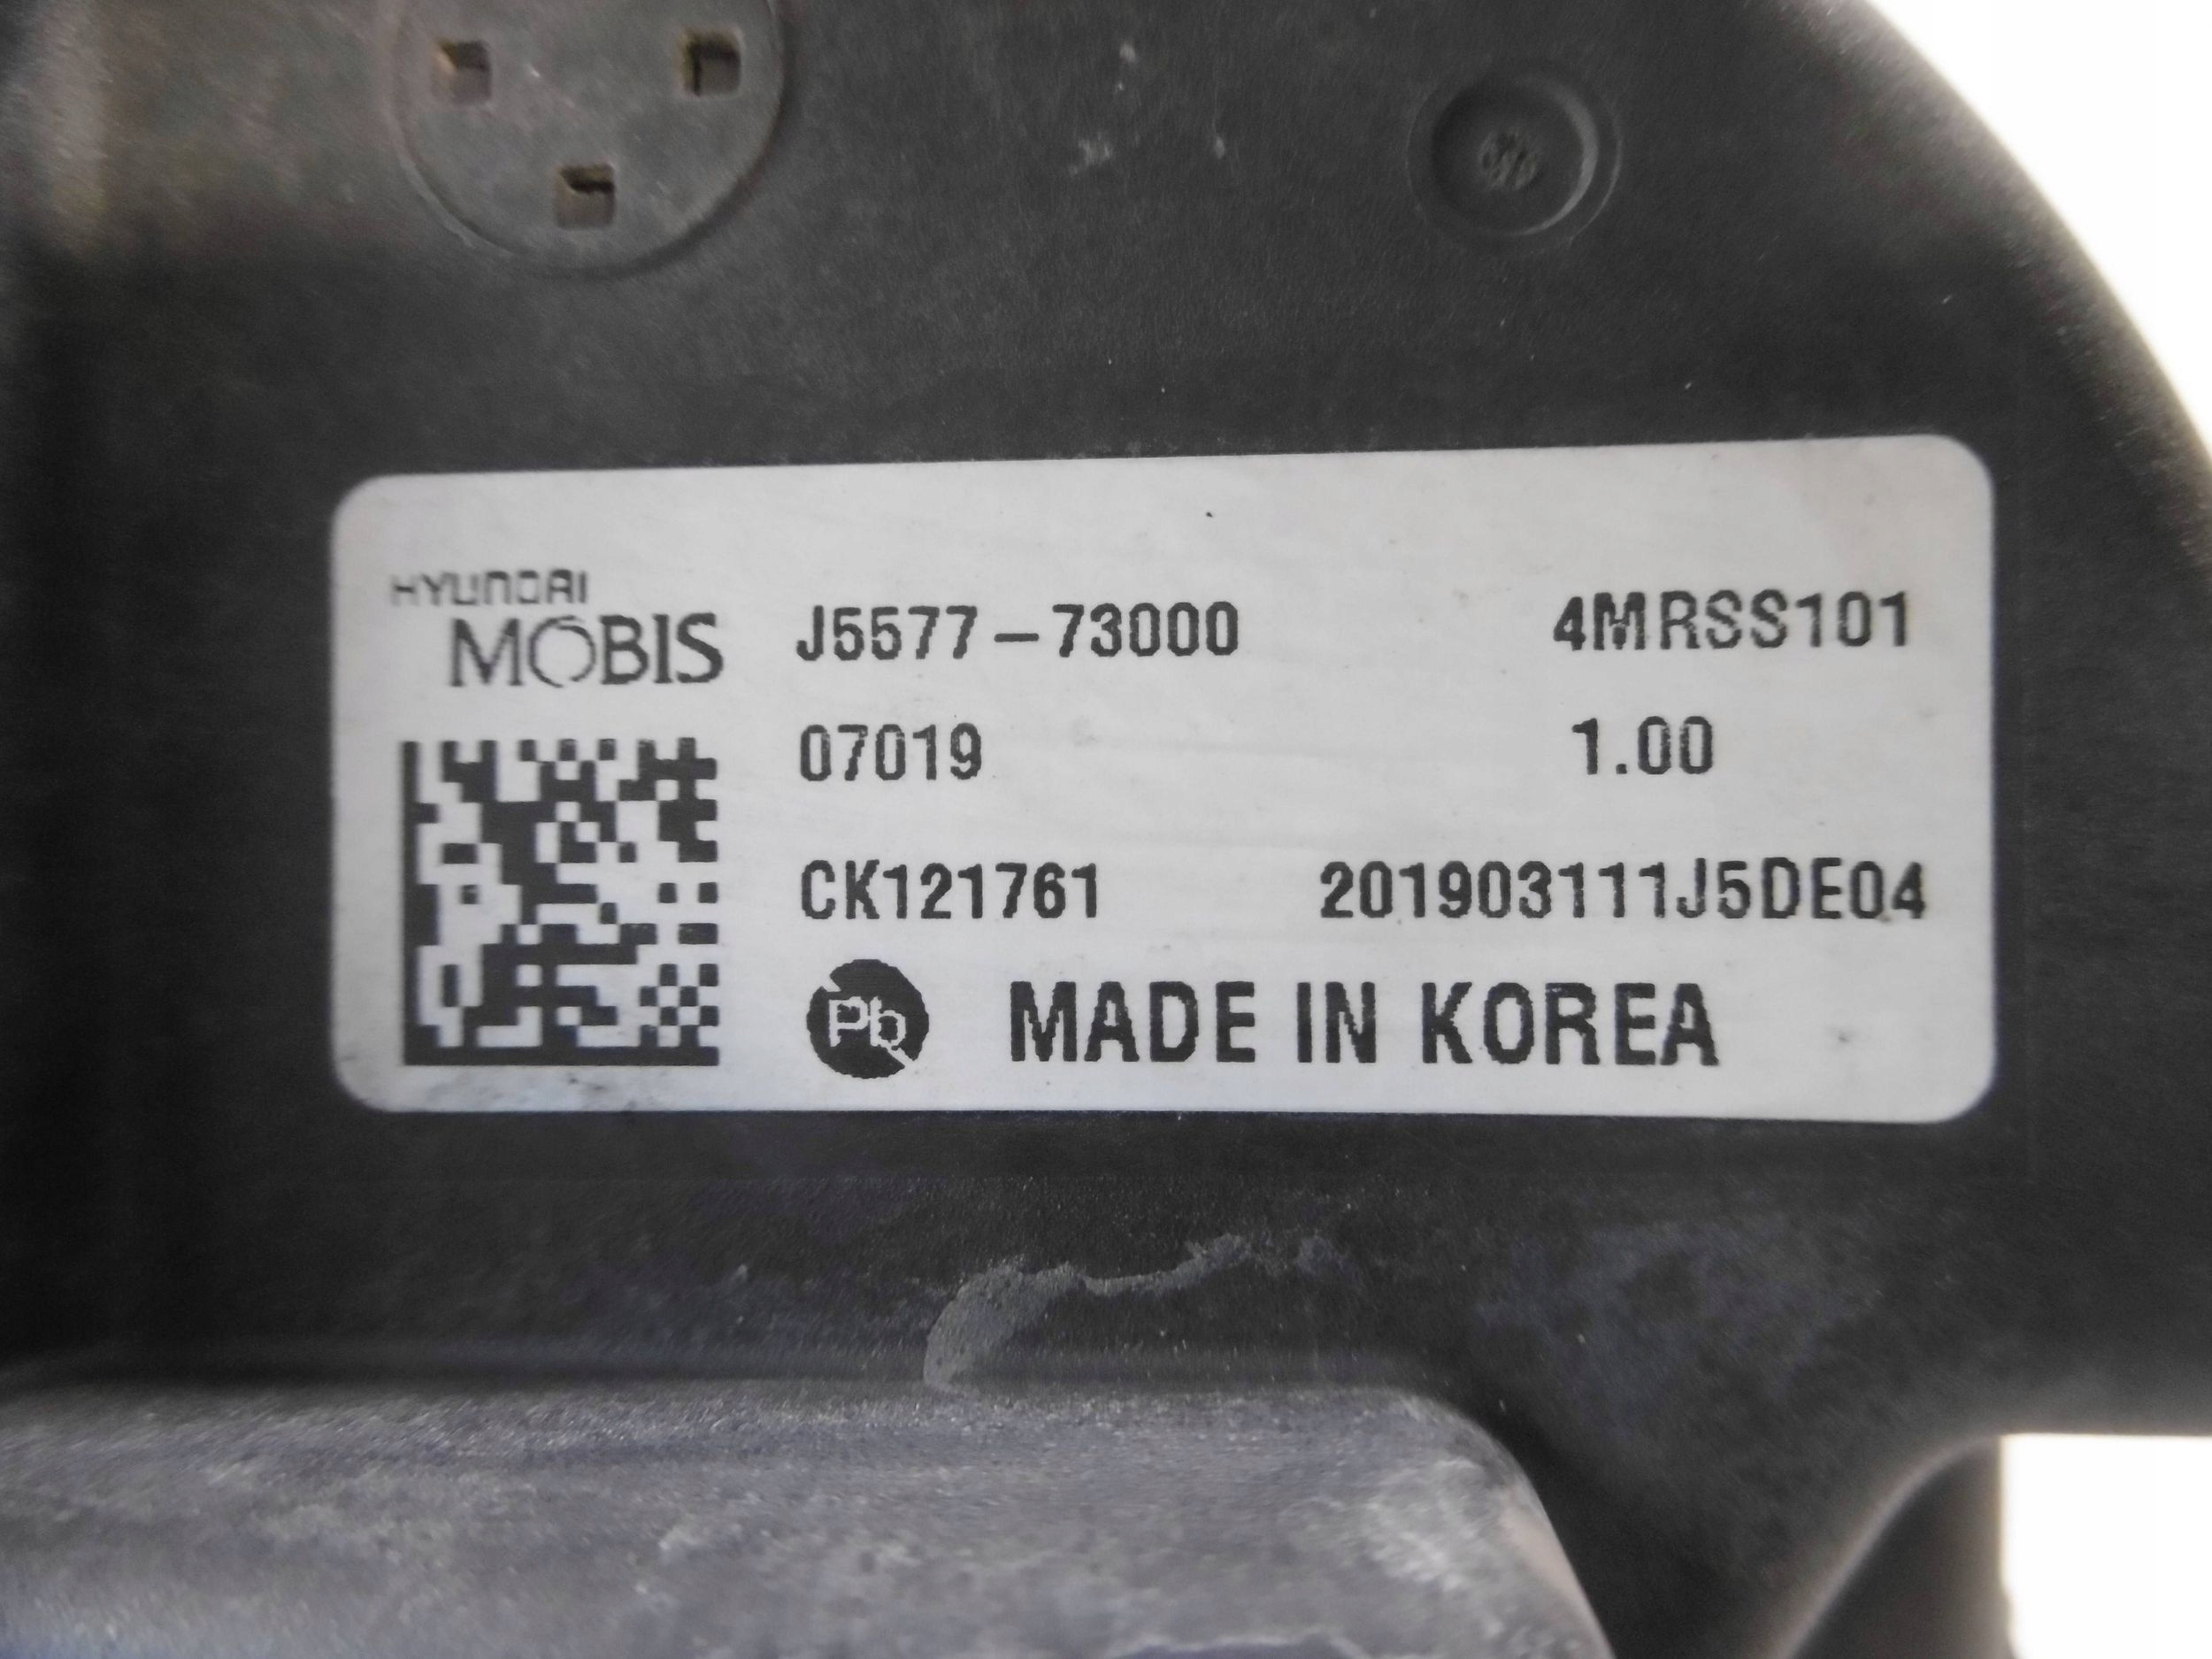 HYUNDAI
MOBIS J5577-73000 4MRSS101
07019 1.00
CK121761 201903111J5DE04
Pb MADE IN KOREA